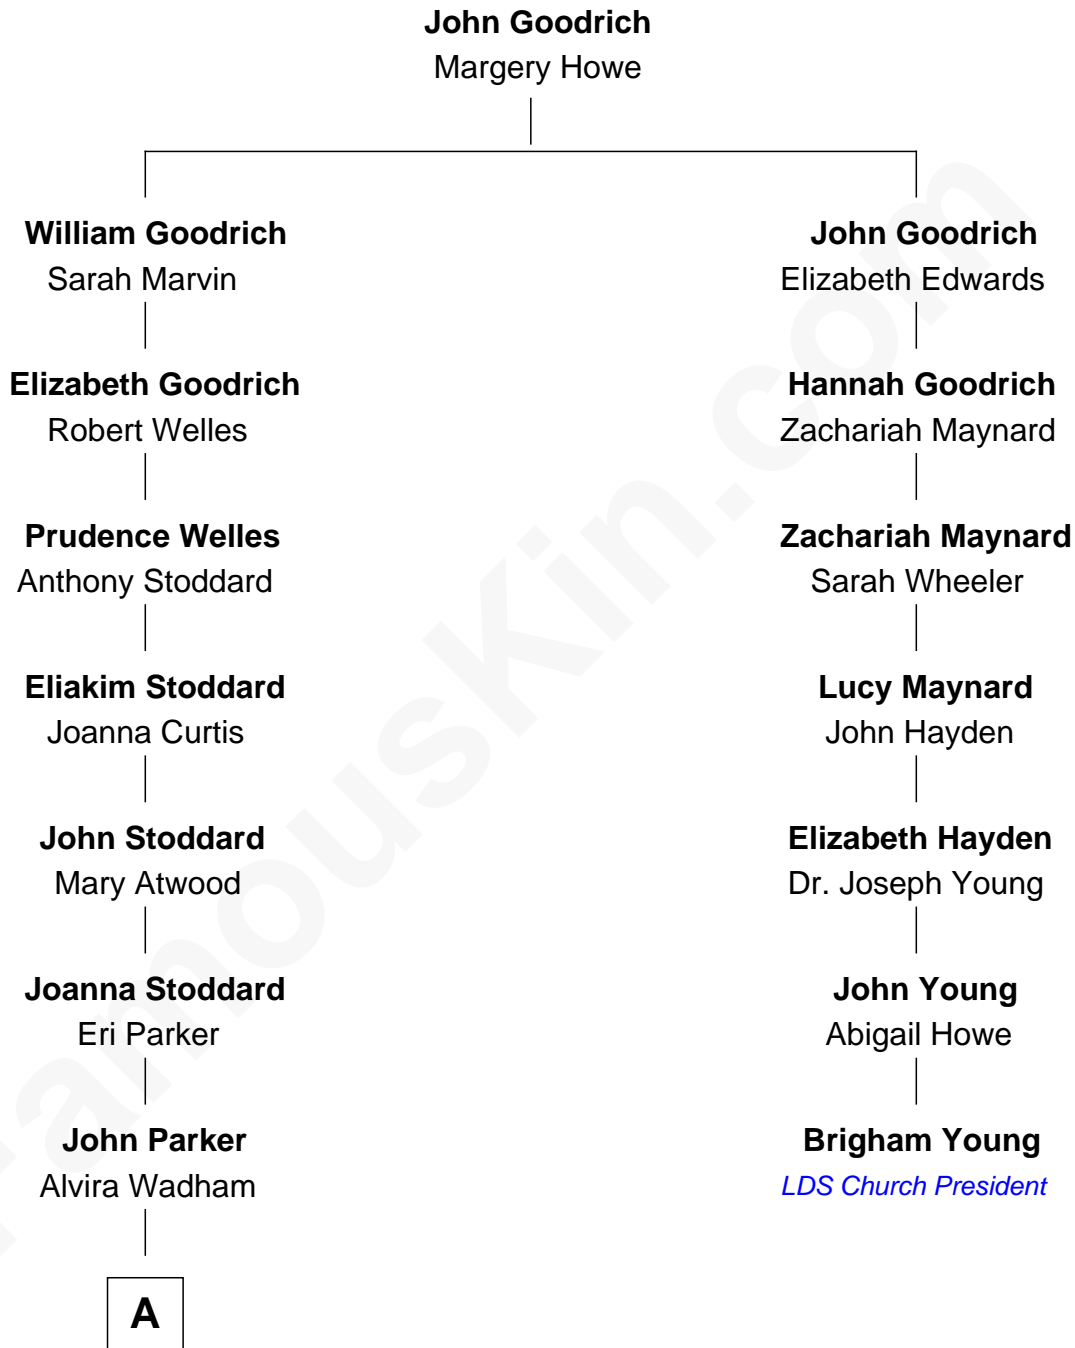 John Goodrich
Margery Howe
William Goodrich
Sarah Marvin
John Goodrich
Elizabeth Edwards
Elizabeth Goodrich
Robert Welles
Hannah Goodrich
Zachariah Maynard
Prudence Welles
Anthony Stoddard
Zachariah Maynard
Sarah Wheeler
Eliakim Stoddard
Joanna Curtis
Lucy Maynard
John Hayden
John Stoddard
Mary Atwood
Elizabeth Hayden
Dr. Joseph Young
Joanna Stoddard
Eri Parker
John Young
Abigail Howe
John Parker
Alvira Wadham
Brigham Young
LDS Church President
A
FamousKin.com